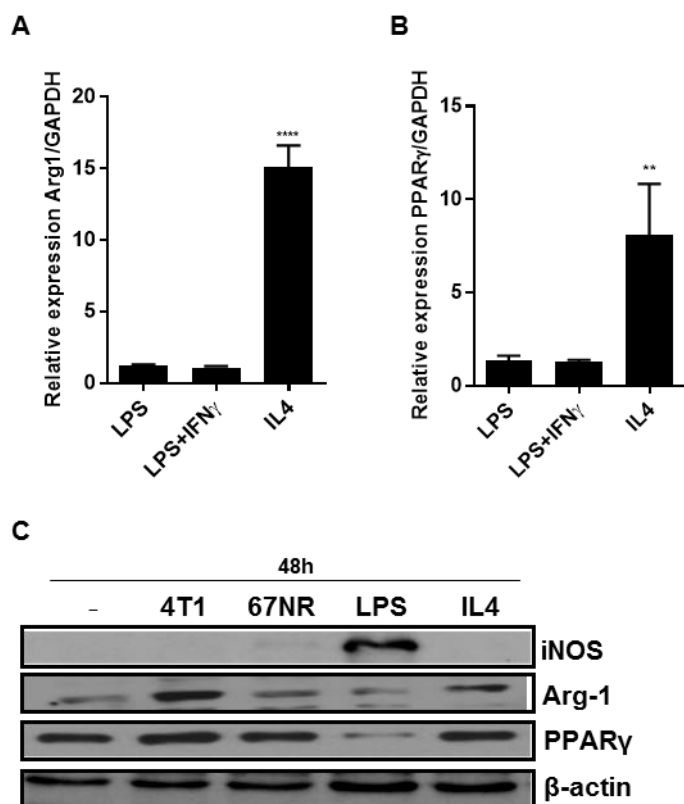 A
Relative expression Arg1/GAPDH
20
15
10
5
0
****
LPS
LPS+IFNγ
IL4
B
Relative expression PPARγ/GAPDH
15
10
5
0
**
LPS
LPS+IFNγ
IL4
C
48h
- 4T1 67NR LPS IL4
iNOS
Arg-1
PPARγ
β-actin